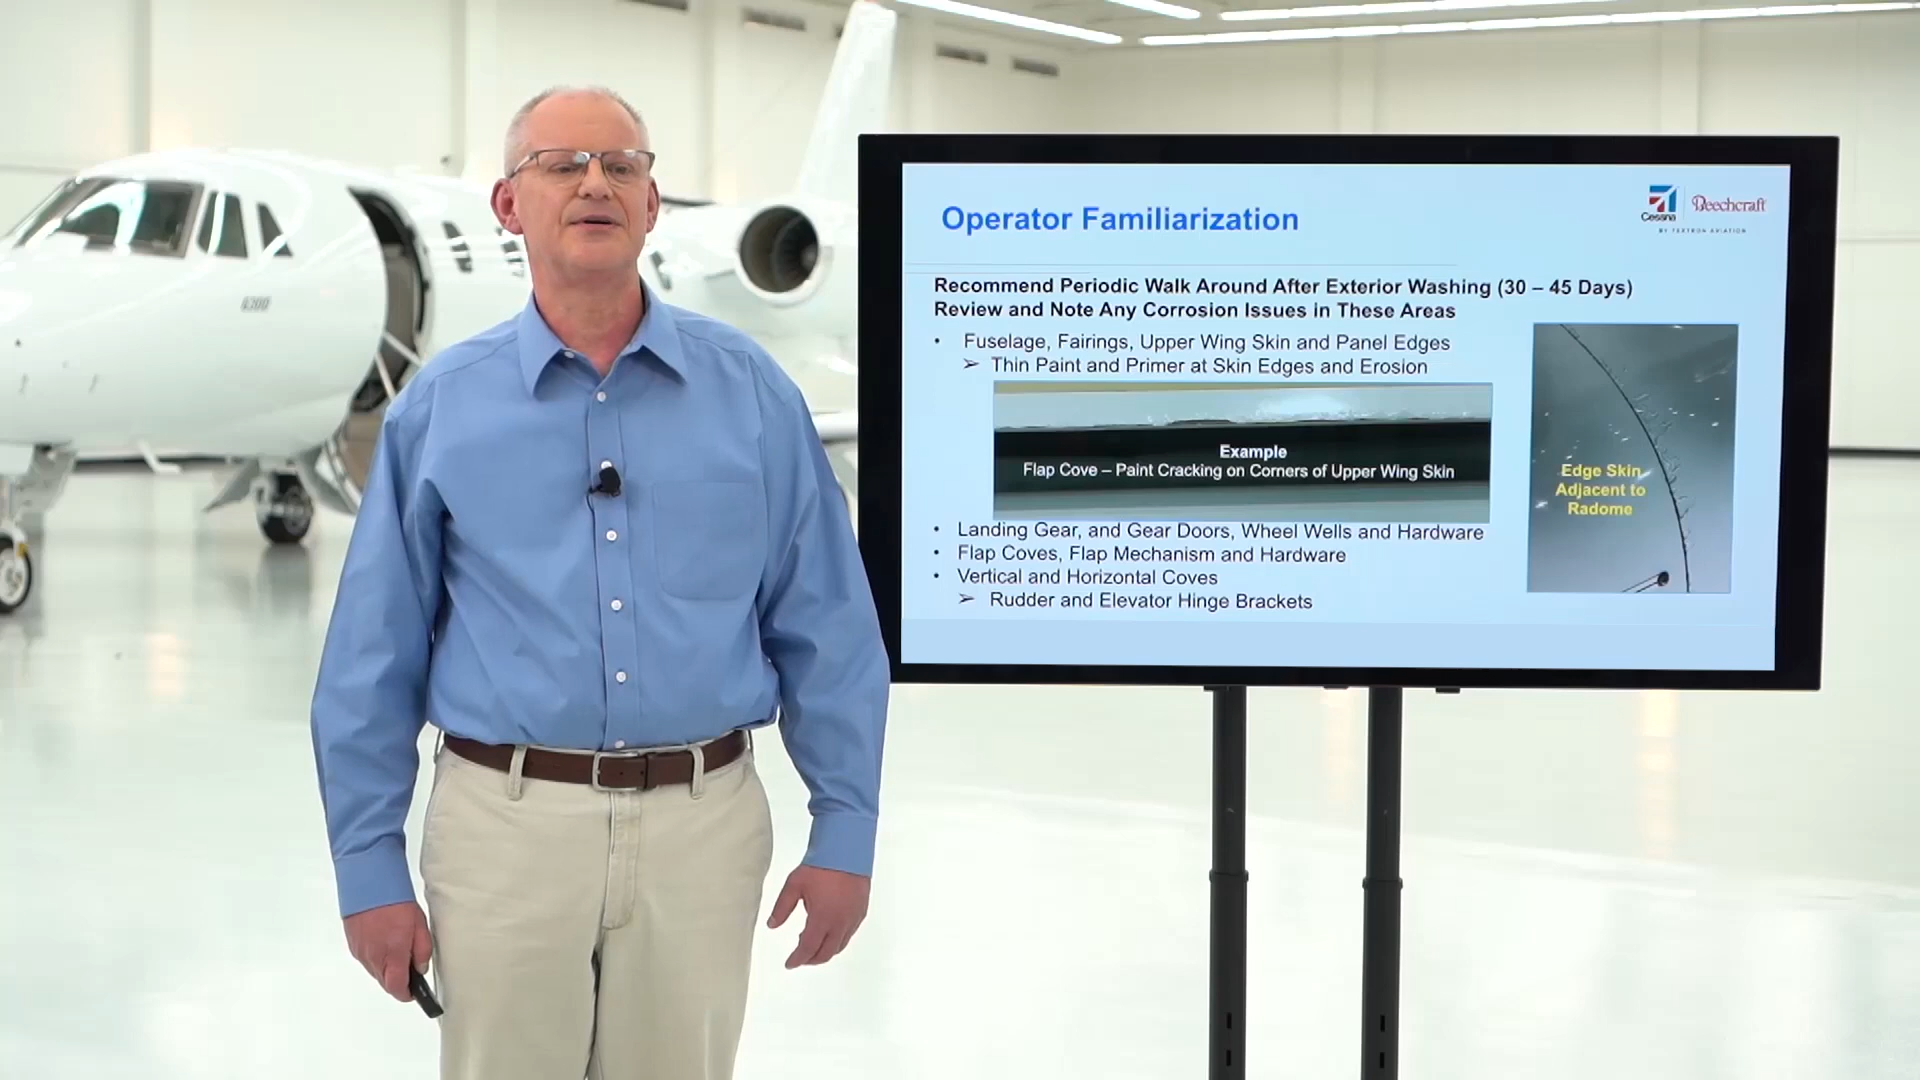 Operator Familiarization
Cessna
Beechcraft
BY TEXTRON AVIATION
Recommend Periodic Walk Around After Exterior Washing (30 – 45 Days)
Review and Note Any Corrosion Issues in These Areas
• Fuselage, Fairings, Upper Wing Skin and Panel Edges
➢ Thin Paint and Primer at Skin Edges and Erosion
Example
Flap Cove – Paint Cracking on Corners of Upper Wing Skin
Edge Skin
Adjacent to
Radome
• Landing Gear, and Gear Doors, Wheel Wells and Hardware
• Flap Coves, Flap Mechanism and Hardware
• Vertical and Horizontal Coves
➢ Rudder and Elevator Hinge Brackets